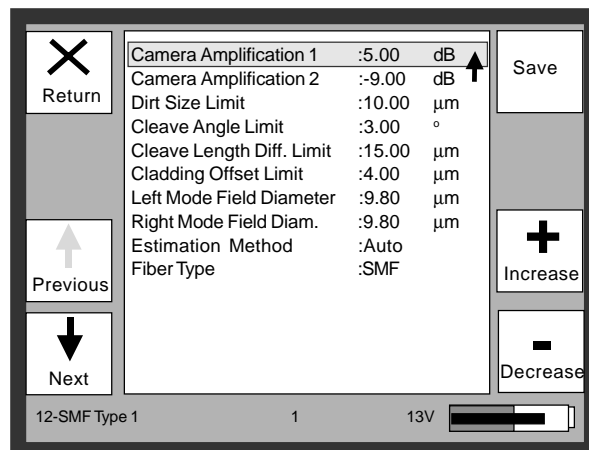 Return
Camera Amplification 1 :5.00 dB
Camera Amplification 2 :-9.00 dB
Dirt Size Limit :10.00 μm
Cleave Angle Limit :3.00 °
Cleave Length Diff. Limit :15.00 μm
Cladding Offset Limit :4.00 μm
Left Mode Field Diameter :9.80 μm
Right Mode Field Diam. :9.80 μm
Estimation Method :Auto
Fiber Type :SMF
Save
Previous
Increase
Next
Decrease
12-SMF Type 1 1 13V